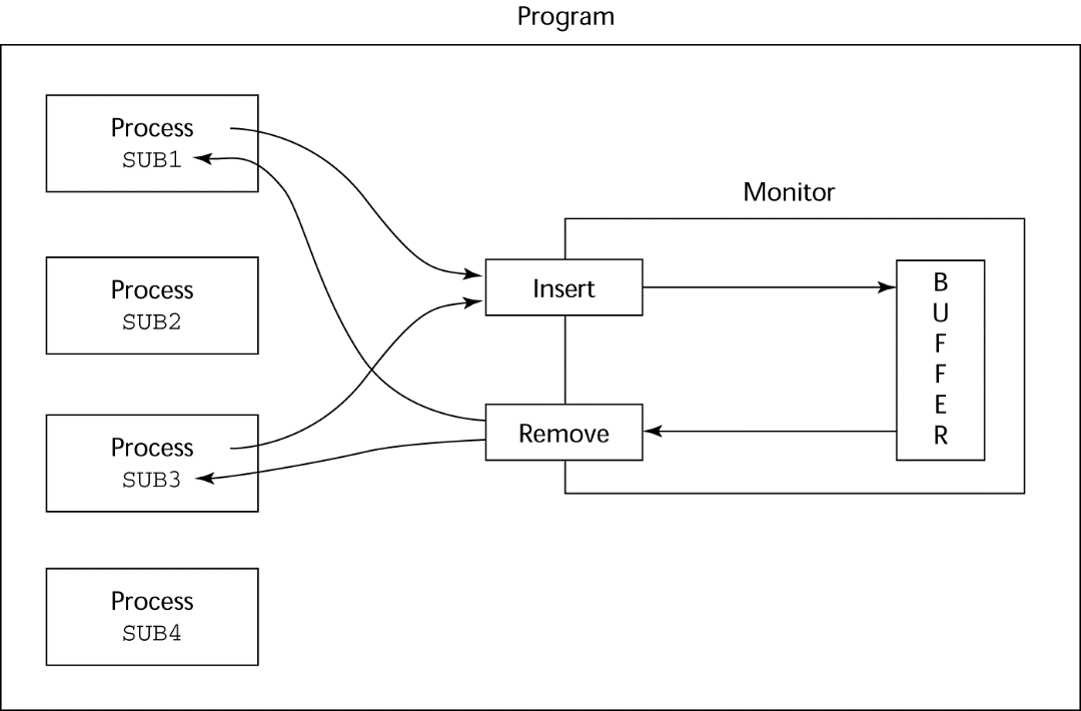 Program
Process
SUB1
Monitor
Process
SUB2
Insert
B
U
F
F
E
R
Process
SUB3
Remove
Process
SUB4